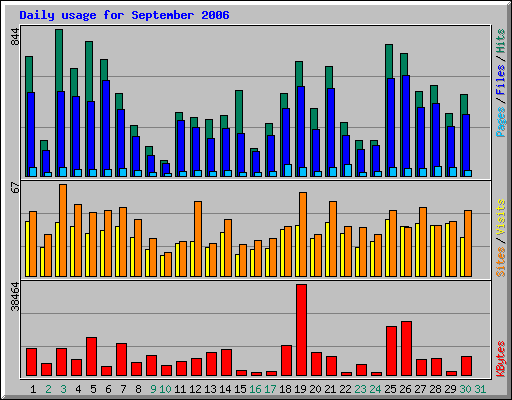 Daily usage for September 2006
844
Pages / Files / Hits
67
Sites / Visits
38464
KBytes
1 2 3 4 5 6 7 8 9 10 11 12 13 14 15 16 17 18 19 20 21 22 23 24 25 26 27 28 29 30 31